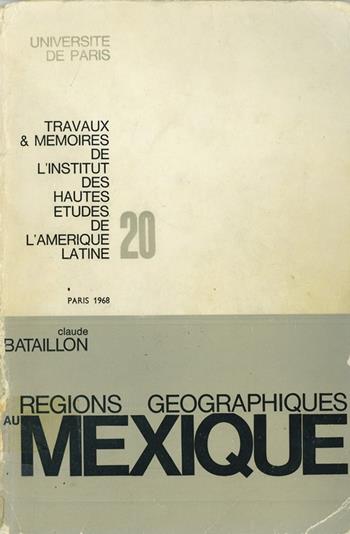 UNIVERSITE
DE PARIS
TRAVAUX
& MEMOIRES
DE
L'INSTITUT
DES
HAUTES
ETUDES
DE
L'AMERIQUE
LATINE
20
PARIS 1968
claude
BATAILLON
REGIONS GEOGRAPHIQUES
AU
MEXIQUE